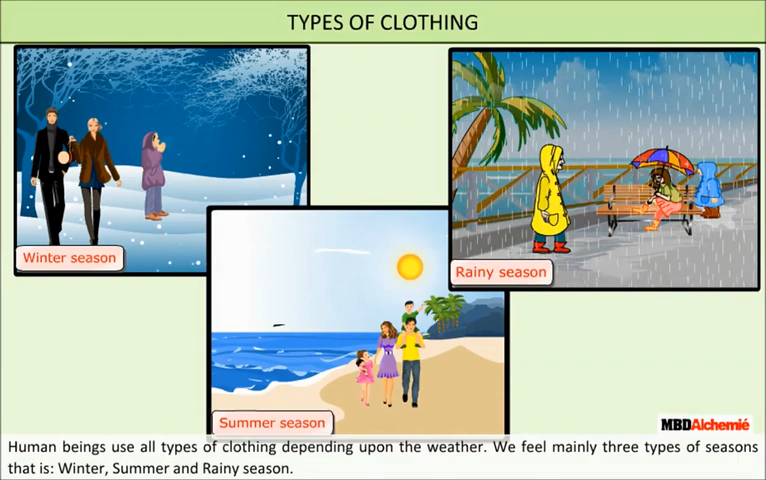 TYPES OF CLOTHING
Winter season
Rainy season
Summer season
MBDAlchemié
Human beings use all types of clothing depending upon the weather. We feel mainly three types of seasons
that is: Winter, Summer and Rainy season.